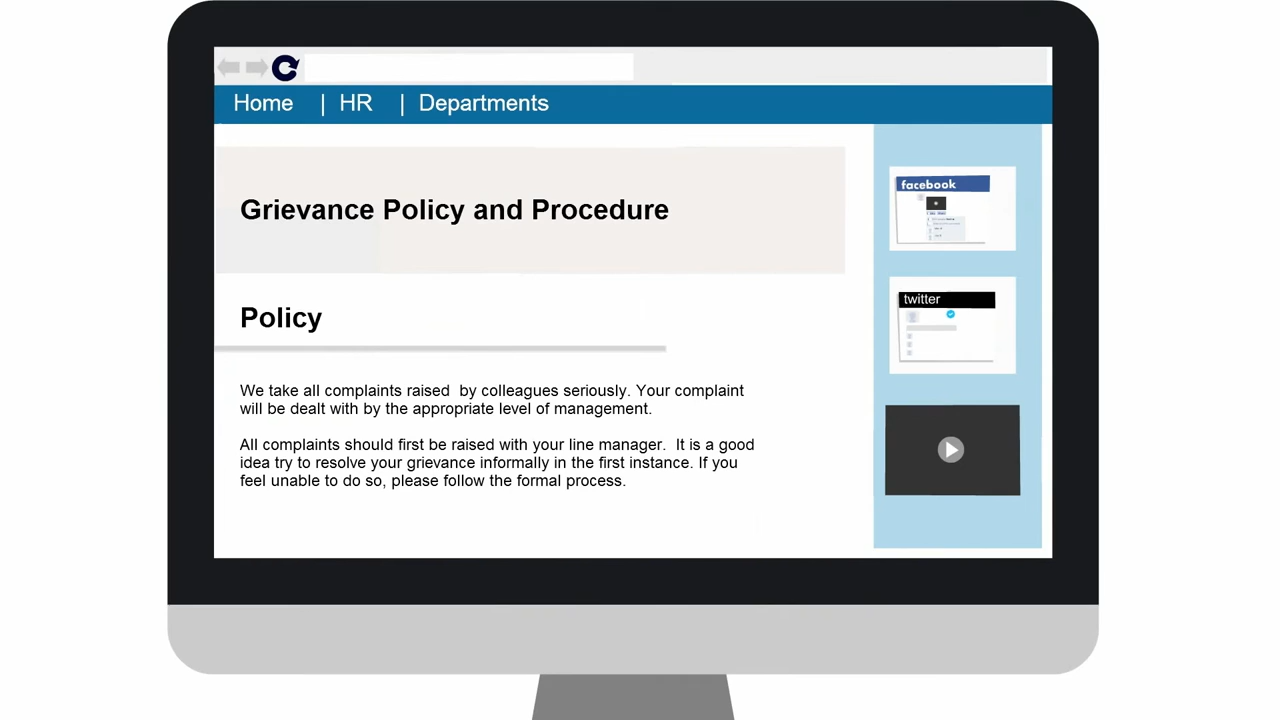 Home | HR | Departments
Grievance Policy and Procedure
Policy
We take all complaints raised  by colleagues seriously. Your complaint
will be dealt with by the appropriate level of management.
All complaints should first be raised with your line manager.  It is a good
idea try to resolve your grievance informally in the first instance. If you
feel unable to do so, please follow the formal process.
facebook
twitter